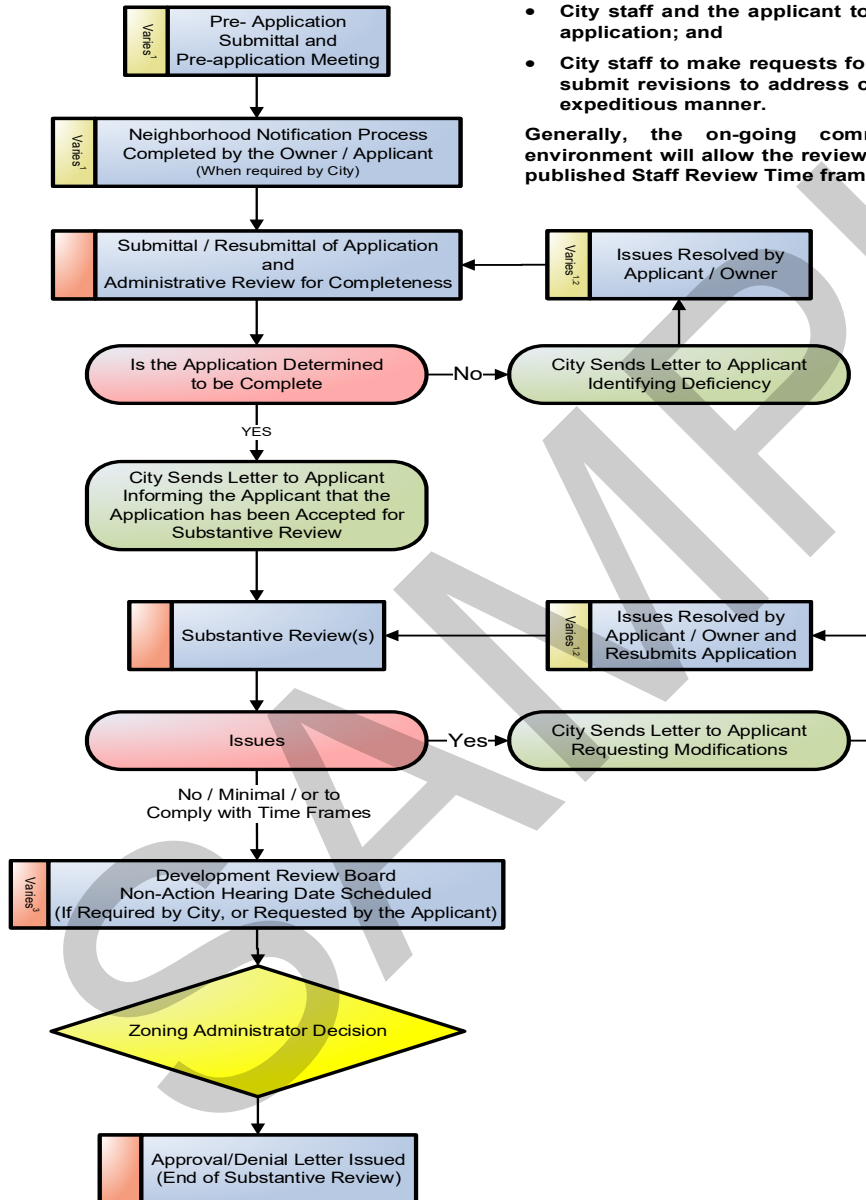 Pre- Application
Submittal and
Pre-application Meeting
Varies1
• City staff and the applicant to
application; and
• City staff to make requests fo
submit revisions to address o
expeditious manner.
Generally, the on-going comm
environment will allow the review
published Staff Review Time fram
Neighborhood Notification Process
Completed by the Owner / Applicant
(When required by City)
Varies1
Submittal / Resubmittal of Application
and
Administrative Review for Completeness
Varies1,2
Issues Resolved by
Applicant / Owner
Is the Application Determined
to be Complete
No
City Sends Letter to Applicant
Identifying Deficiency
YES
City Sends Letter to Applicant
Informing the Applicant that the
Application has been Accepted for
Substantive Review
Substantive Review(s)
Varies1,2
Issues Resolved by
Applicant / Owner and
Resubmits Application
Issues
Yes
City Sends Letter to Applicant
Requesting Modifications
No / Minimal / or to
Comply with Time Frames
Varies3
Development Review Board
Non-Action Hearing Date Scheduled
(If Required by City, or Requested by the Applicant)
Zoning Administrator Decision
Approval/Denial Letter Issued
(End of Substantive Review)
SAMPL